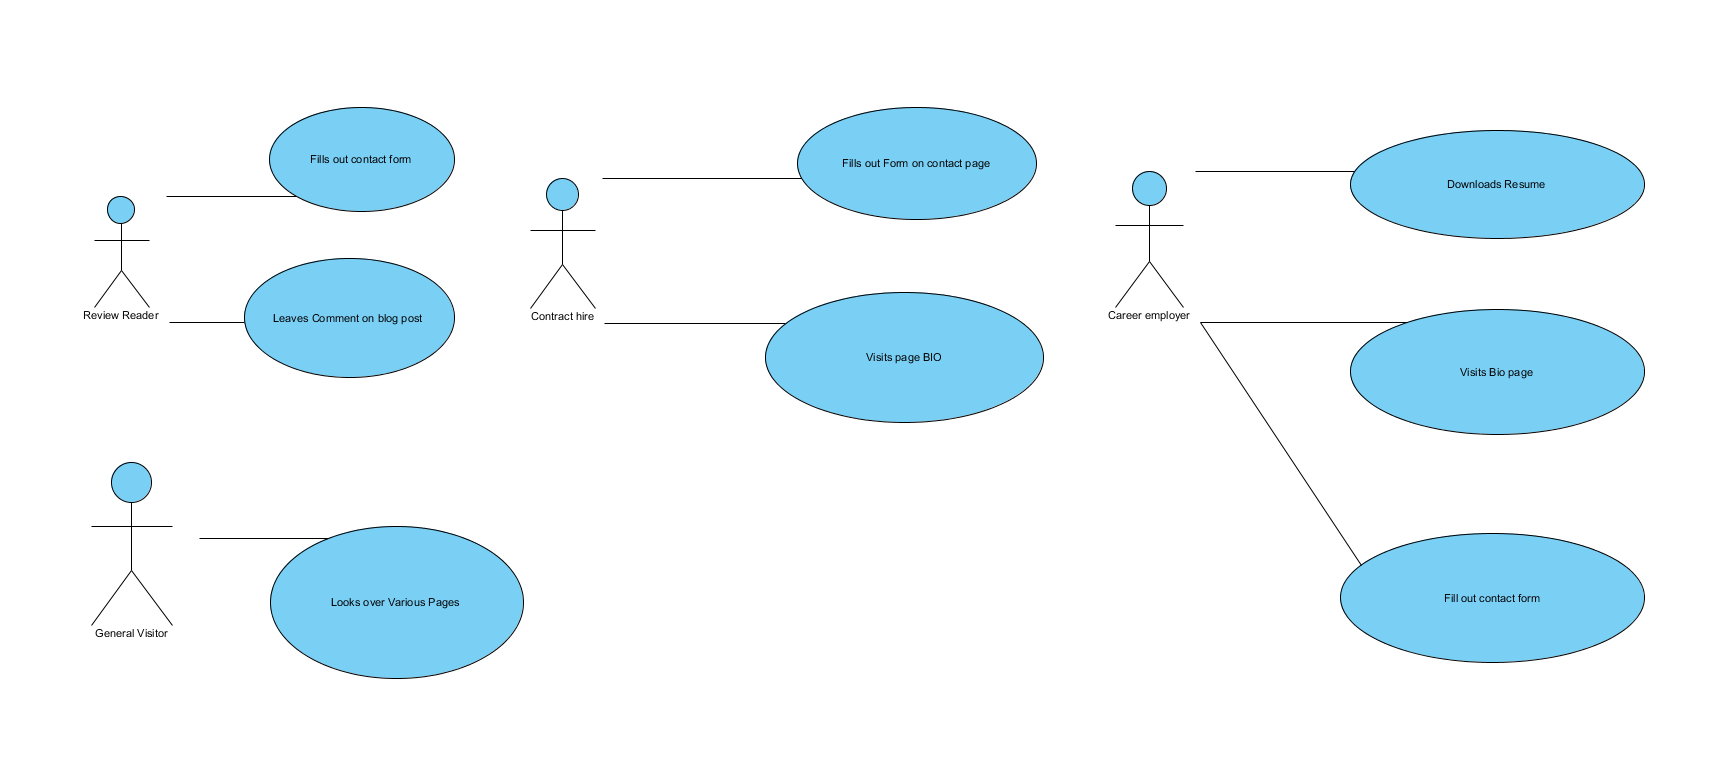 Fills out contact form
Review Reader
Leaves Comment on blog post
Fills out Form on contact page
Contract hire
Visits page BIO
Downloads Resume
Career employer
Visits Bio page
Fill out contact form
General Visitor
Looks over Various Pages